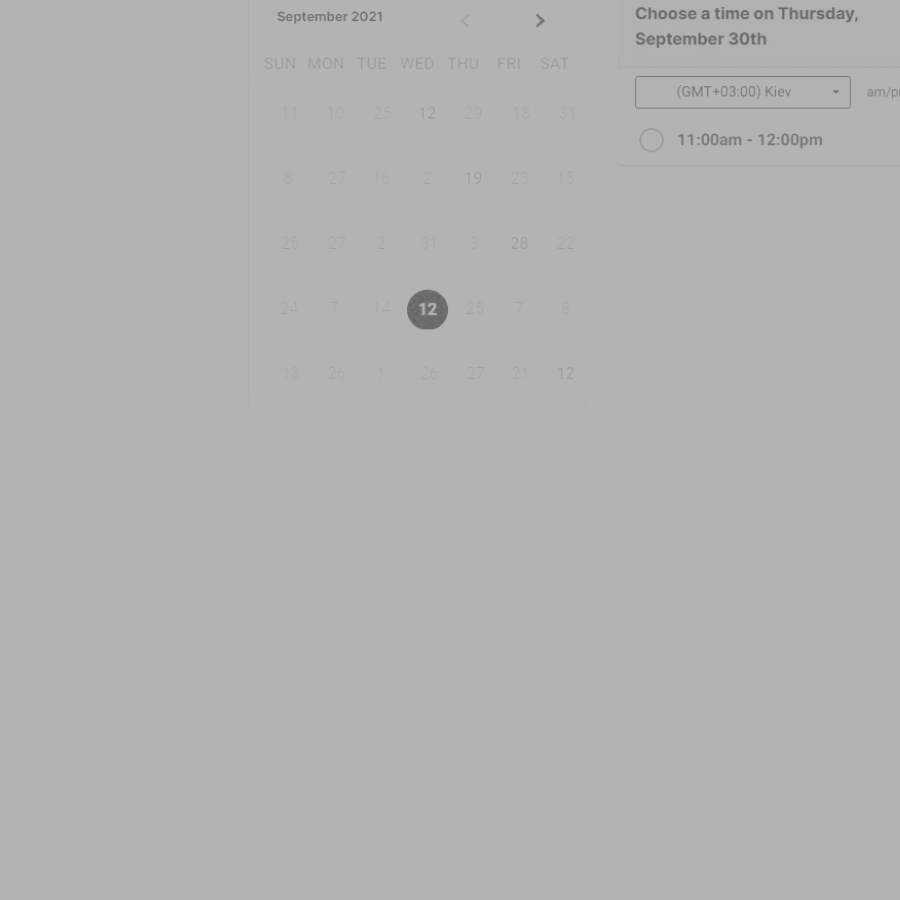 September 2021
SUN MON TUE WED THU FRI SAT
11 10 25 12 29 18 31
8 27 16 2 19 23 15
25 27 2 31 3 28 22
24 7 14 12 25 7 8
13 26 1 26 27 21 12
Choose a time on Thursday,
September 30th
(GMT+03:00) Kiev
11:00am - 12:00pm